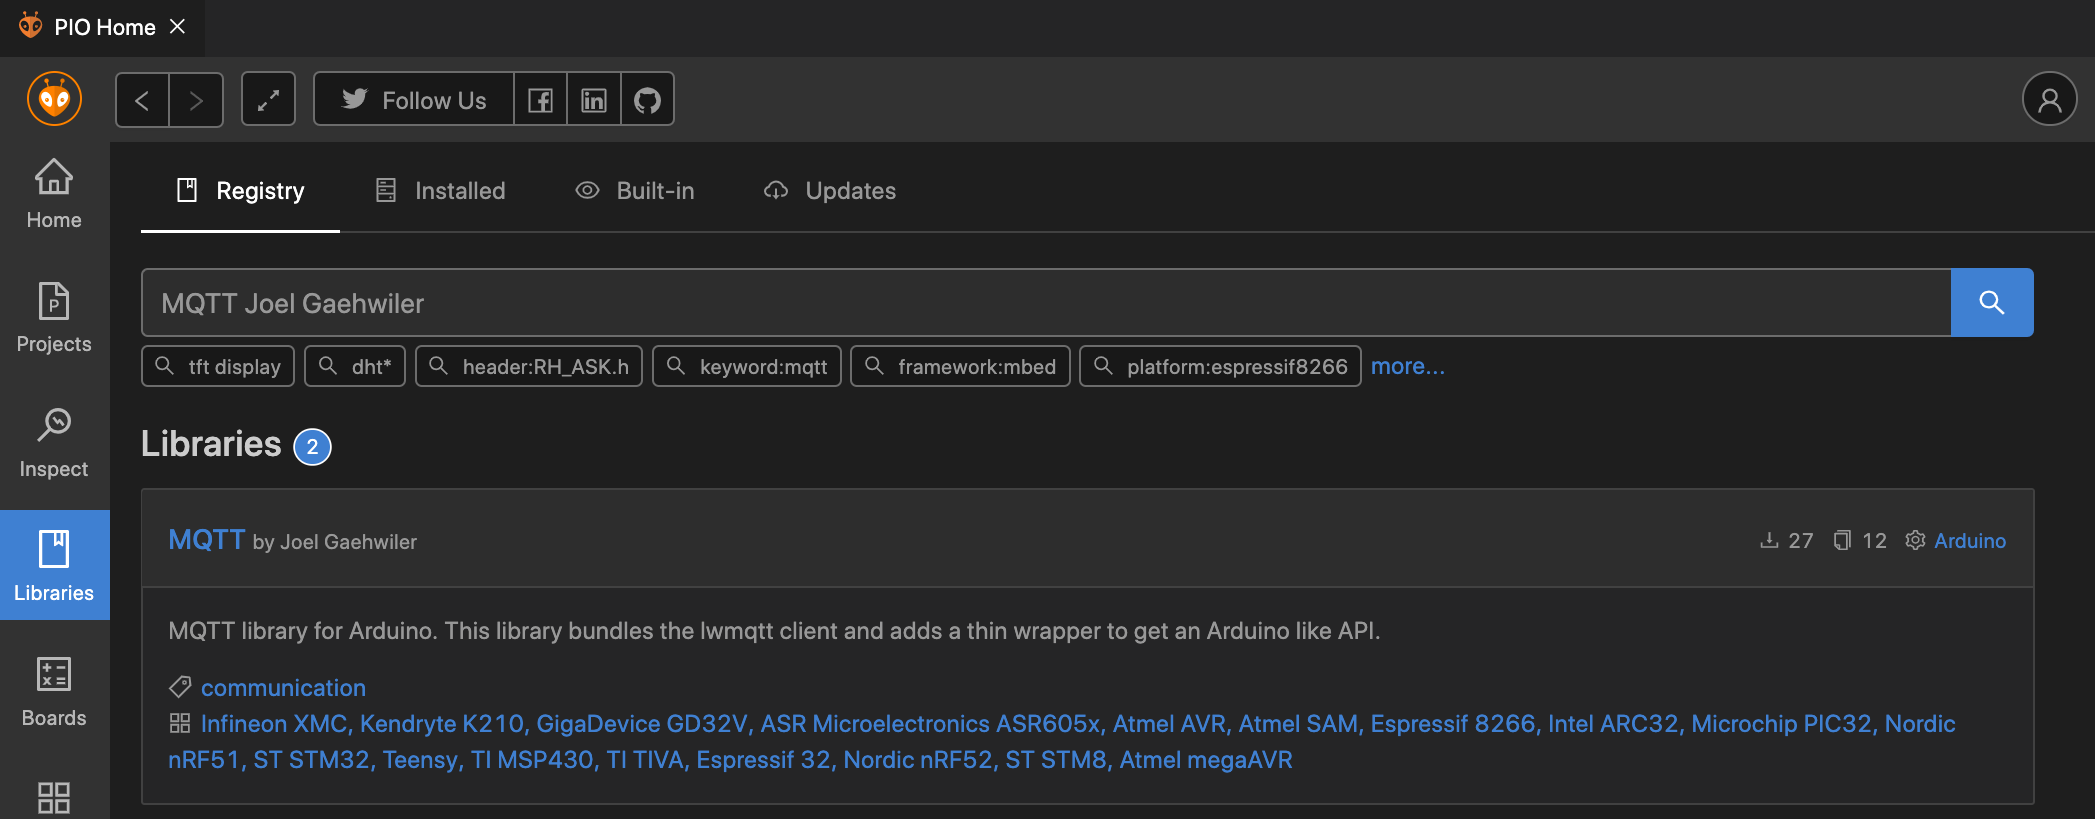 PIO Home
Follow Us
Home
Projects
Inspect
Libraries
Boards
Registry Installed Built-in Updates
MQTT Joel Gaehwiler
tft display dht* header:RH_ASK.h keyword:mqtt framework:mbed platform:espressif8266 more...
Libraries 2
MQTT by Joel Gaehwiler 27 12 Arduino
MQTT library for Arduino. This library bundles the lwmqtt client and adds a thin wrapper to get an Arduino like API.
communication
Infineon XMC, Kendryte K210, GigaDevice GD32V, ASR Microelectronics ASR605x, Atmel AVR, Atmel SAM, Espressif 8266, Intel ARC32, Microchip PIC32, Nordic
nRF51, ST STM32, Teensy, TI MSP430, TI TIVA, Espressif 32, Nordic nRF52, ST STM8, Atmel megaAVR